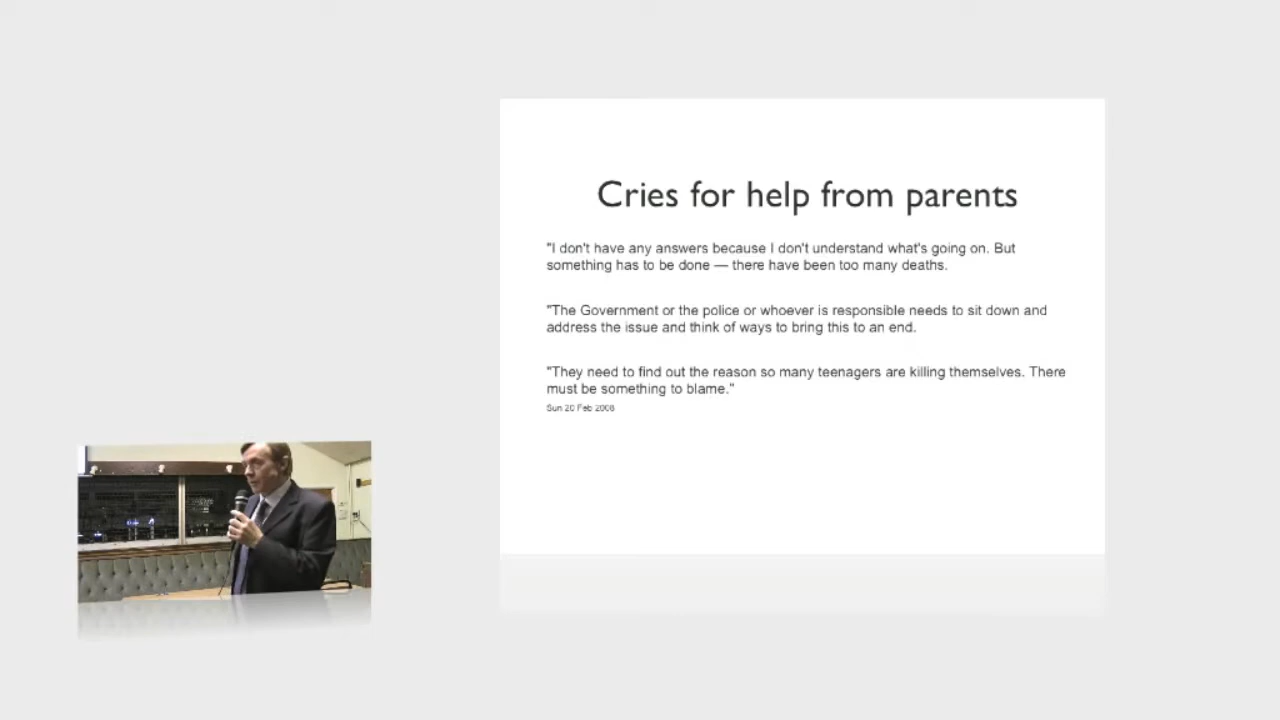 Cries for help from parents
"I don't have any answers because I don't understand what's going on. But
something has to be done — there have been too many deaths.
"The Government or the police or whoever is responsible needs to sit down and
address the issue and think of ways to bring this to an end.
"They need to find out the reason so many teenagers are killing themselves. There
must be something to blame."
Sun 20 Feb 2008